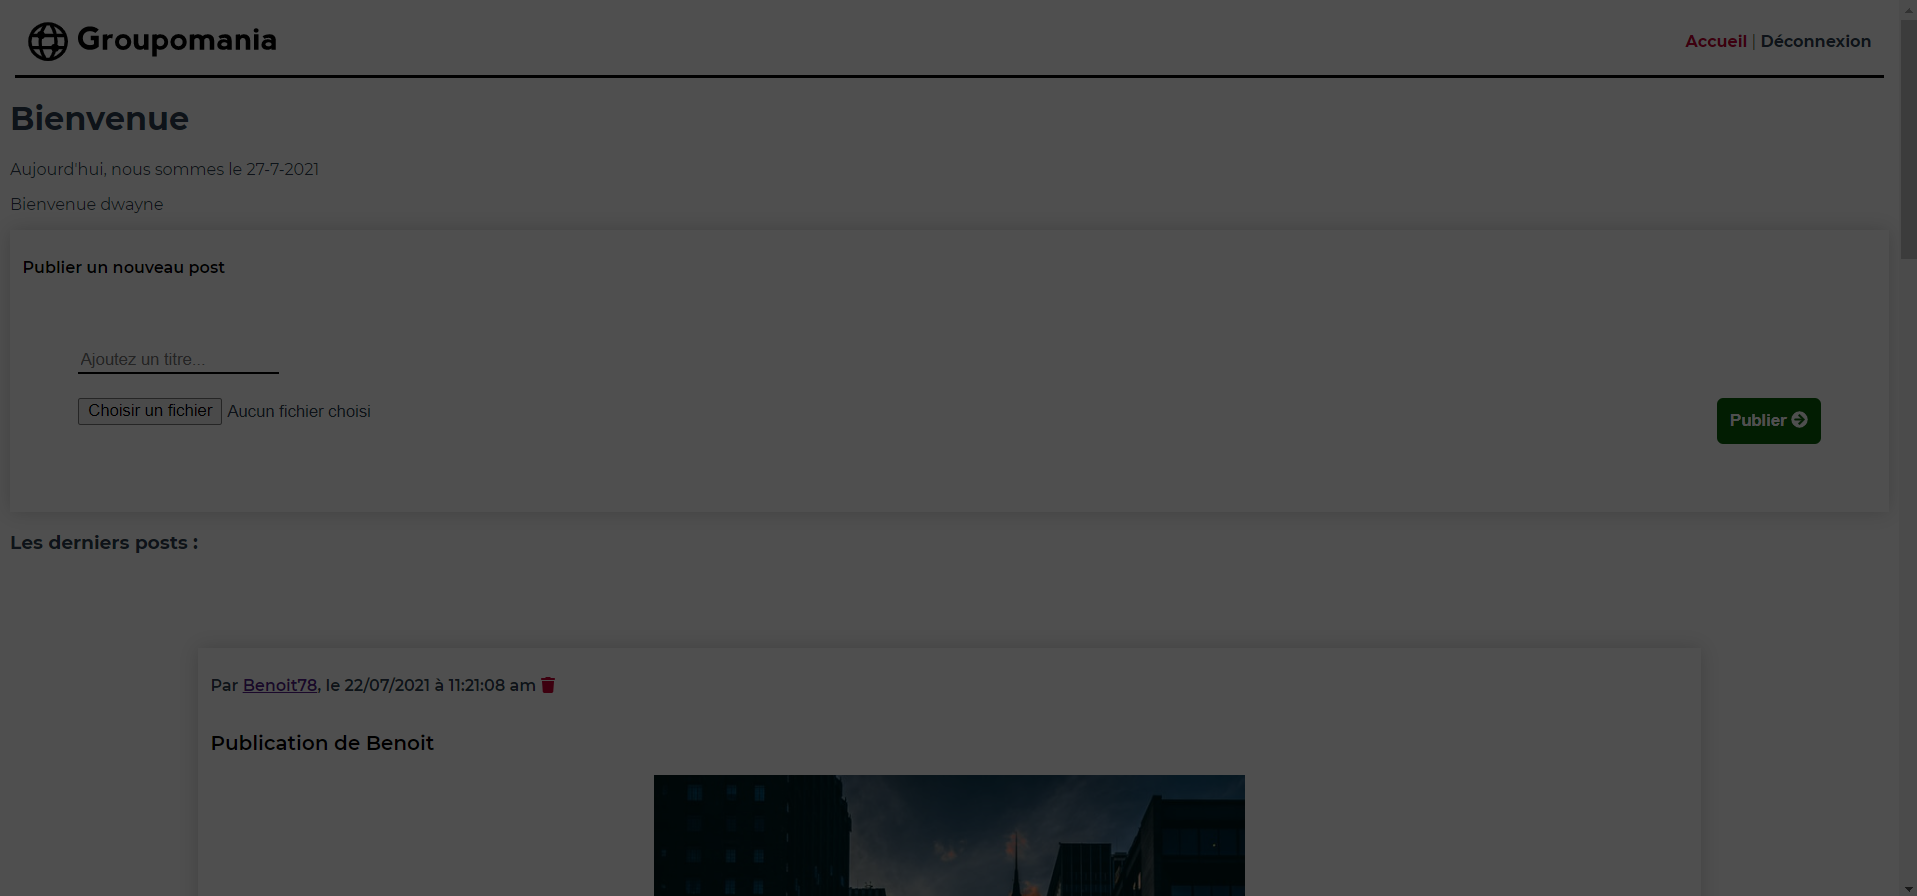 Groupomania
Accueil | Déconnexion
Bienvenue
Aujourd'hui, nous sommes le 27-7-2021
Bienvenue dwayne
Publier un nouveau post
Ajoutez un titre...
Choisir un fichier Aucun fichier choisi
Publier
Les derniers posts :
Par Benoit78, le 22/07/2021 à 11:21:08 am
Publication de Benoit